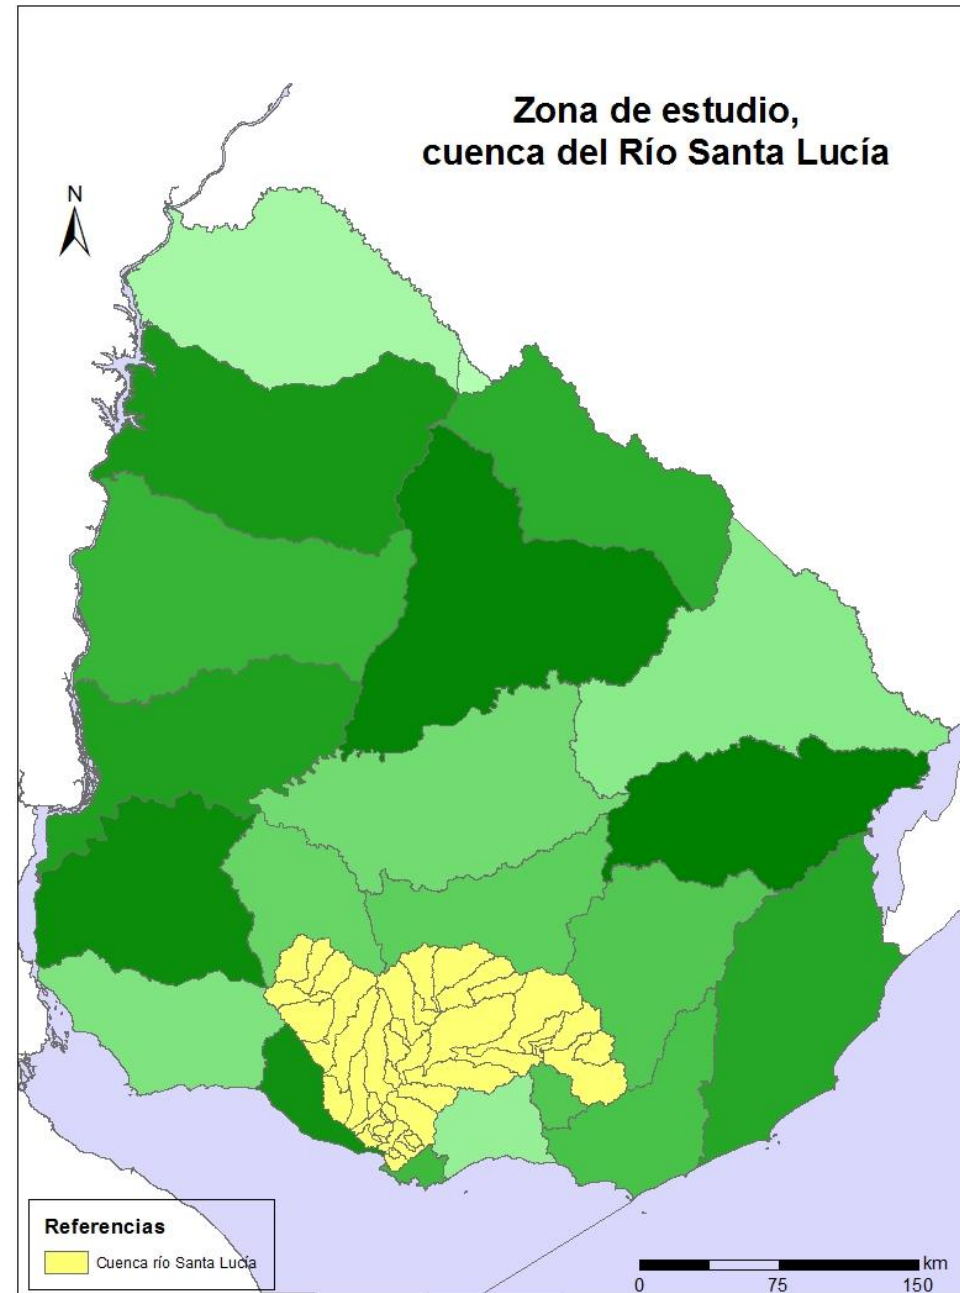 Zona de estudio,
cuenca del Río Santa Lucía
N
Referencias
Cuenca río Santa Lucía
km
0 75 150